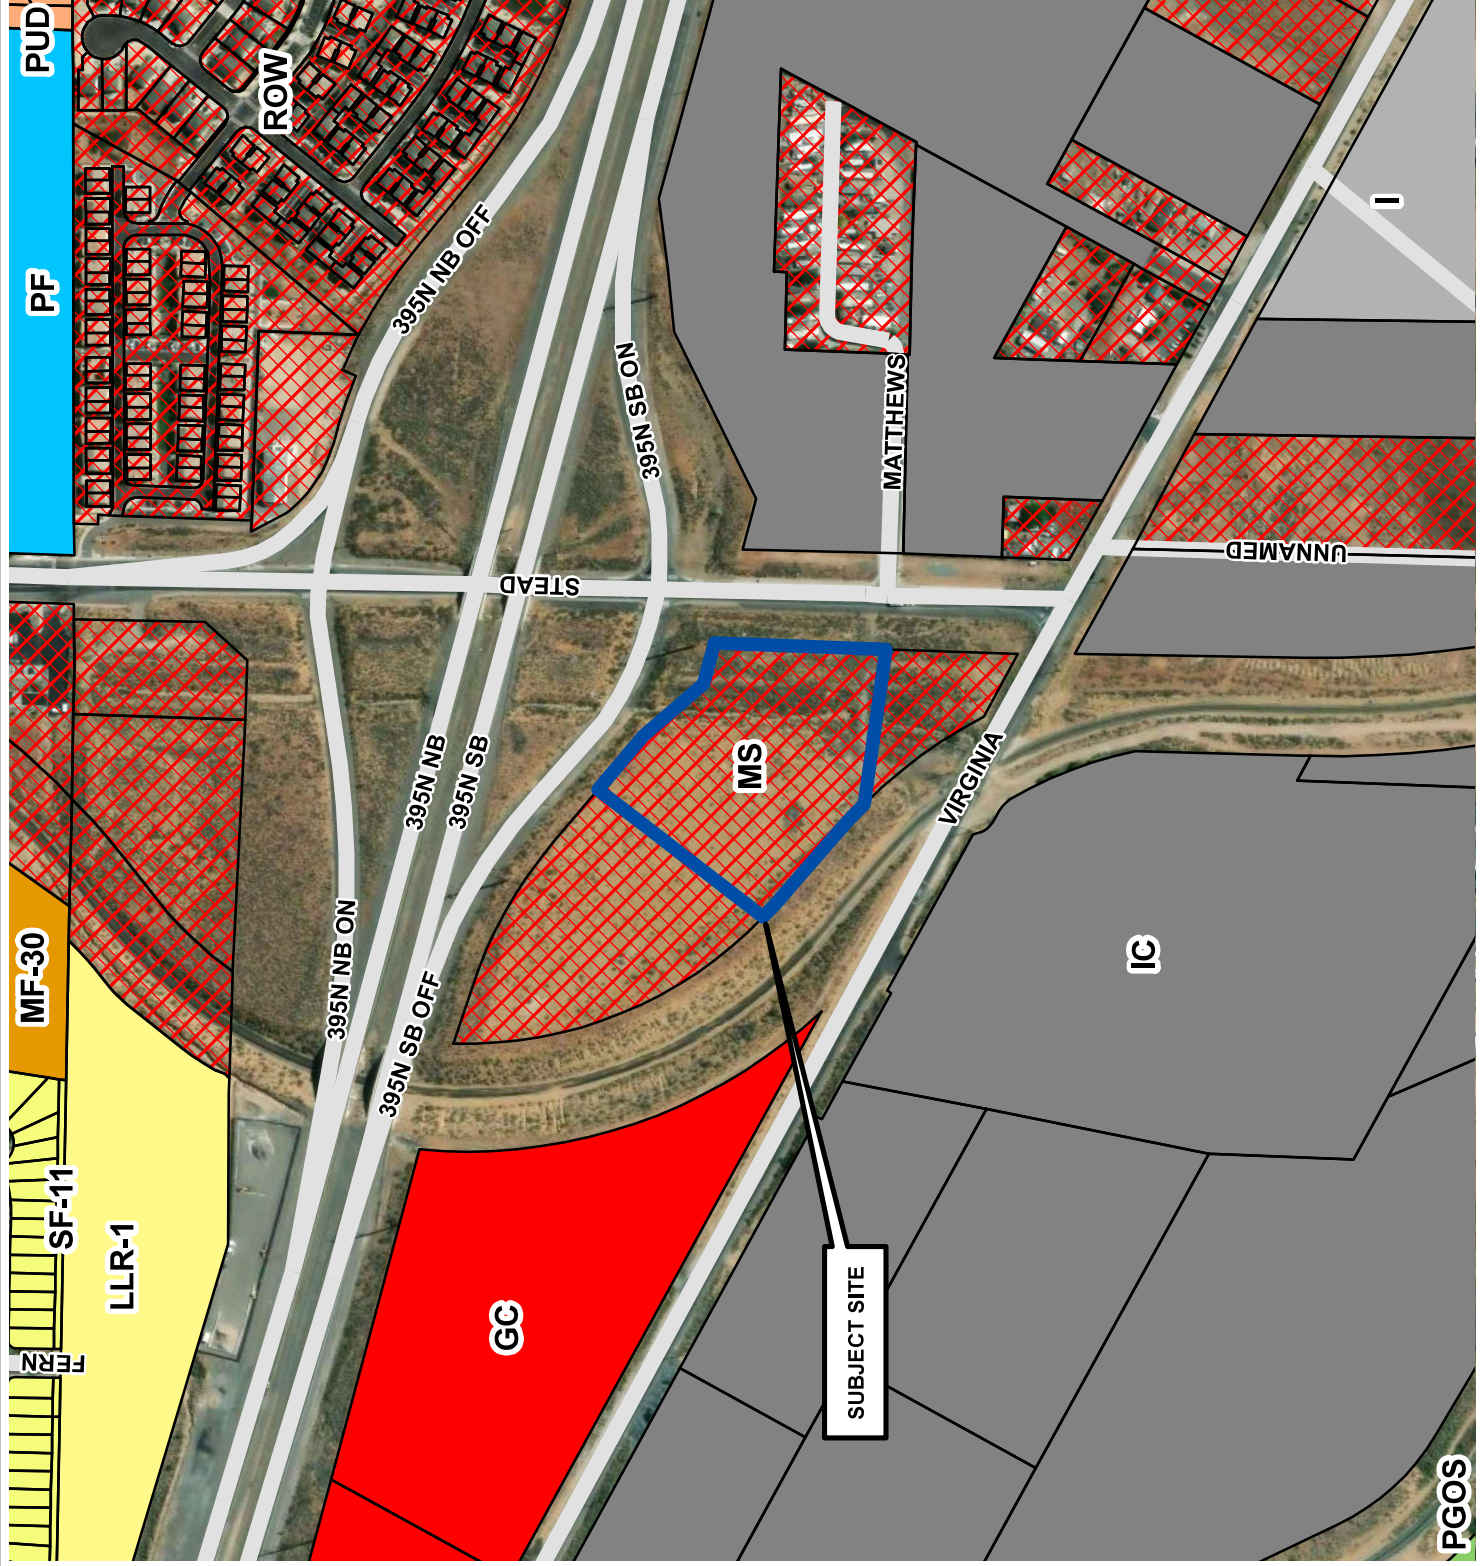 PUD
ROW
PF
395N NB OFF
I
395N SB ON
MATTHEWS
UNNAMED
STEAD
395N NB
395N SB
MS
VIRGINIA
MF-30
395N NB ON
395N SB OFF
IC
SF-11
LLR-1
GC
SUBJECT SITE
FERN
PGOS